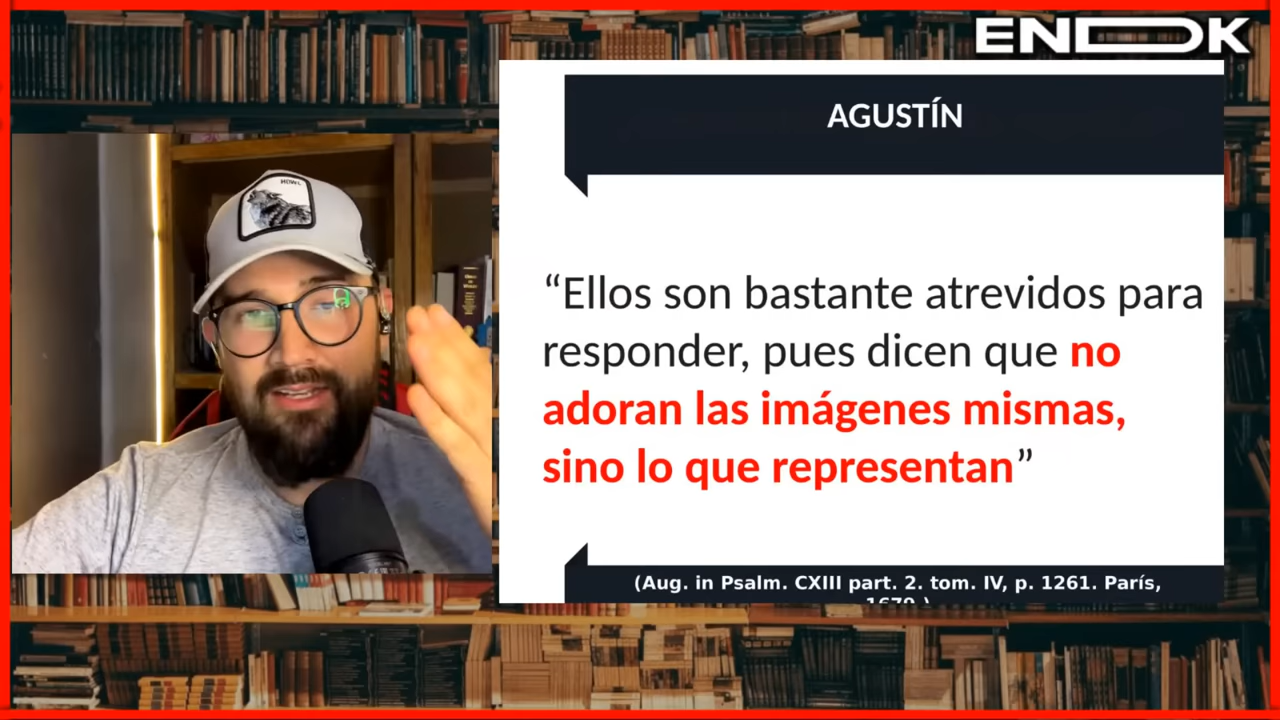 ENDK
AGUSTÍN
HOWL
“Ellos son bastante atrevidos para
responder, pues dicen que no
adoran las imágenes mismas,
sino lo que representan”
(Aug. in Psalm. CXIII part. 2. tom. IV, p. 1261. París,